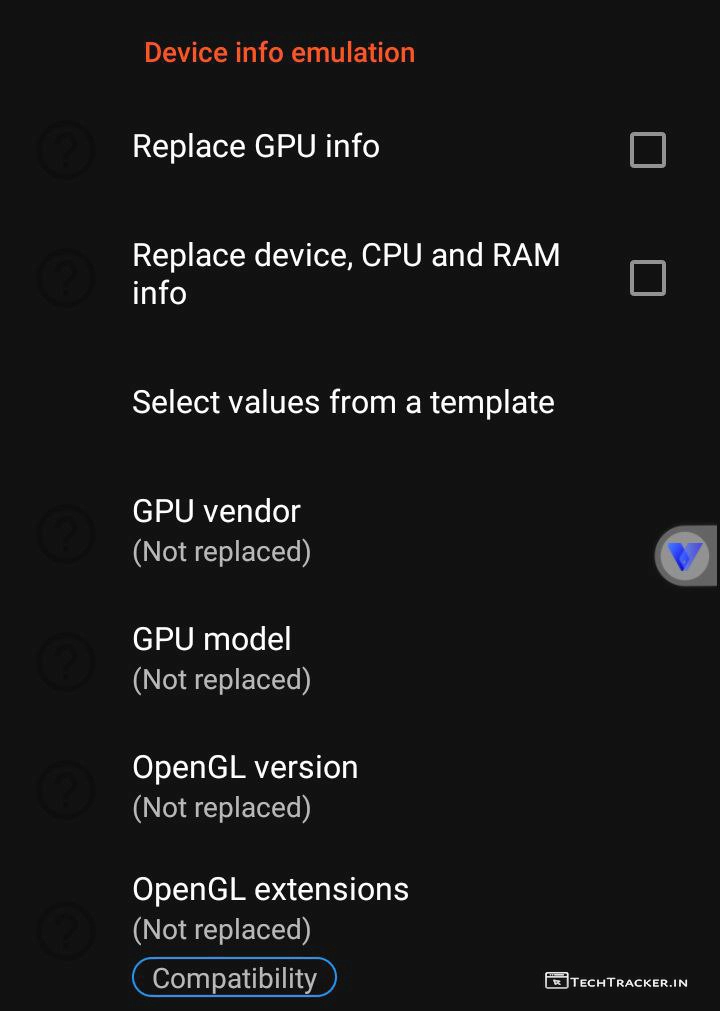 Device info emulation
Replace GPU info
Replace device, CPU and RAM
info
Select values from a template
GPU vendor
(Not replaced)
GPU model
(Not replaced)
OpenGL version
(Not replaced)
OpenGL extensions
(Not replaced)
Compatibility
TECHTRACKER.IN